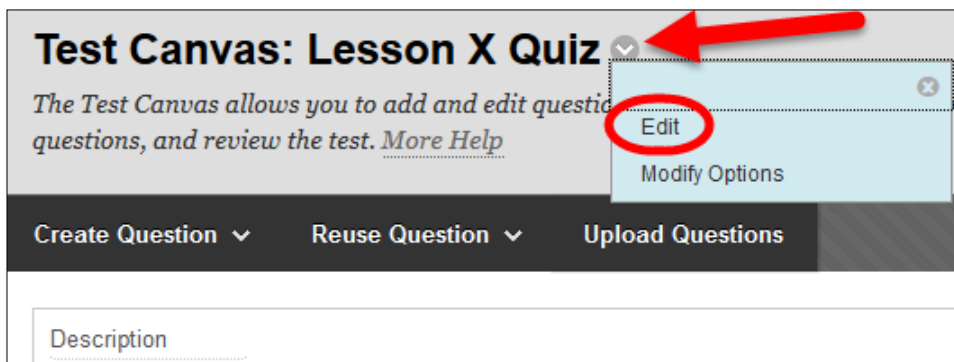 Test Canvas: Lesson X Quiz
The Test Canvas allows you to add and edit
questions, and review the test. More Help
Edit
Modify Options
Create Question Reuse Question Upload Questions
Description